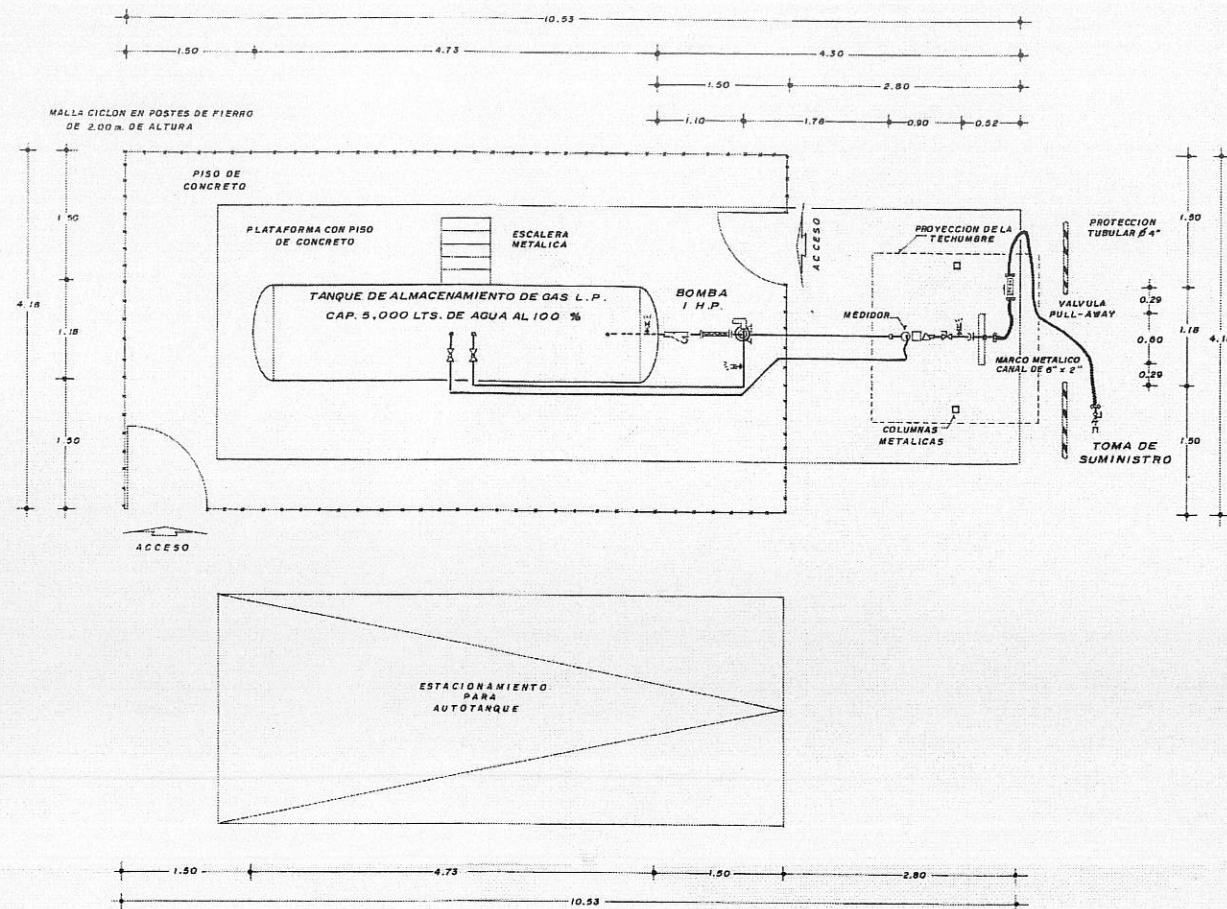 10.53
1.50
4.73
4.30
1.50
2.80
1.10
1.78
0.90
0.52
MALLA CICLON EN POSTES DE FIERRO
DE 2.00 m. DE ALTURA
PISO DE
CONCRETO
PLATAFORMA CON PISO
DE CONCRETO
ESCALERA
METALICA
ACCESO
PROYECCION DE LA
TECHUMBRE
PROTECCION
TUBULAR Ø 4"
TANQUE DE ALMACENAMIENTO DE GAS L.P.
CAP. 5,000 LTS. DE AGUA AL 100 %
BOMBA
1 H.P.
MEDIDOR
VALVULA
PULL-AWAY
MARCO METALICO
CANAL DE 6" x 2"
COLUMNAS
METALICAS
TOMA DE
SUMINISTRO
4.18
1.50
1.18
1.50
1.50
1.18
1.50
0.29
0.60
0.29
4.18
ACCESO
ESTACIONAMIENTO
PARA
AUTOTANQUE
1.50
4.73
1.50
2.80
10.53